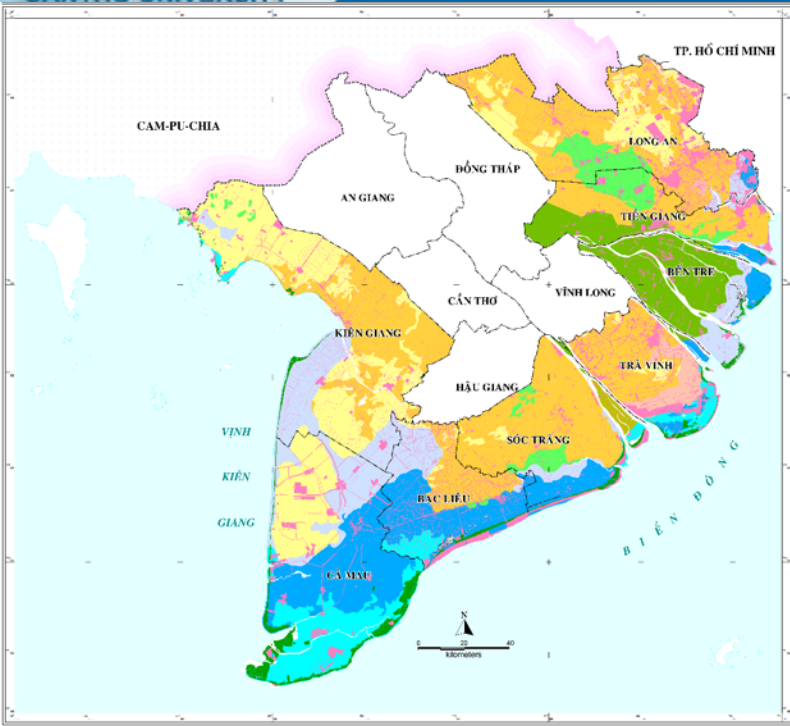 TP. HỒ CHÍ MINH
CAM-PU-CHIA
LONG AN
ĐỒNG THÁP
AN GIANG
TIỀN GIANG
BẾN TRE
VĨNH LONG
CẦN THƠ
KIÊN GIANG
TRÀ VINH
HẬU GIANG
VỊNH
KIÊN
GIANG
SÓC TRĂNG
BẠC LIÊU
BIỂN ĐÔNG
CÀ MAU
N
0 20 40
kilometers